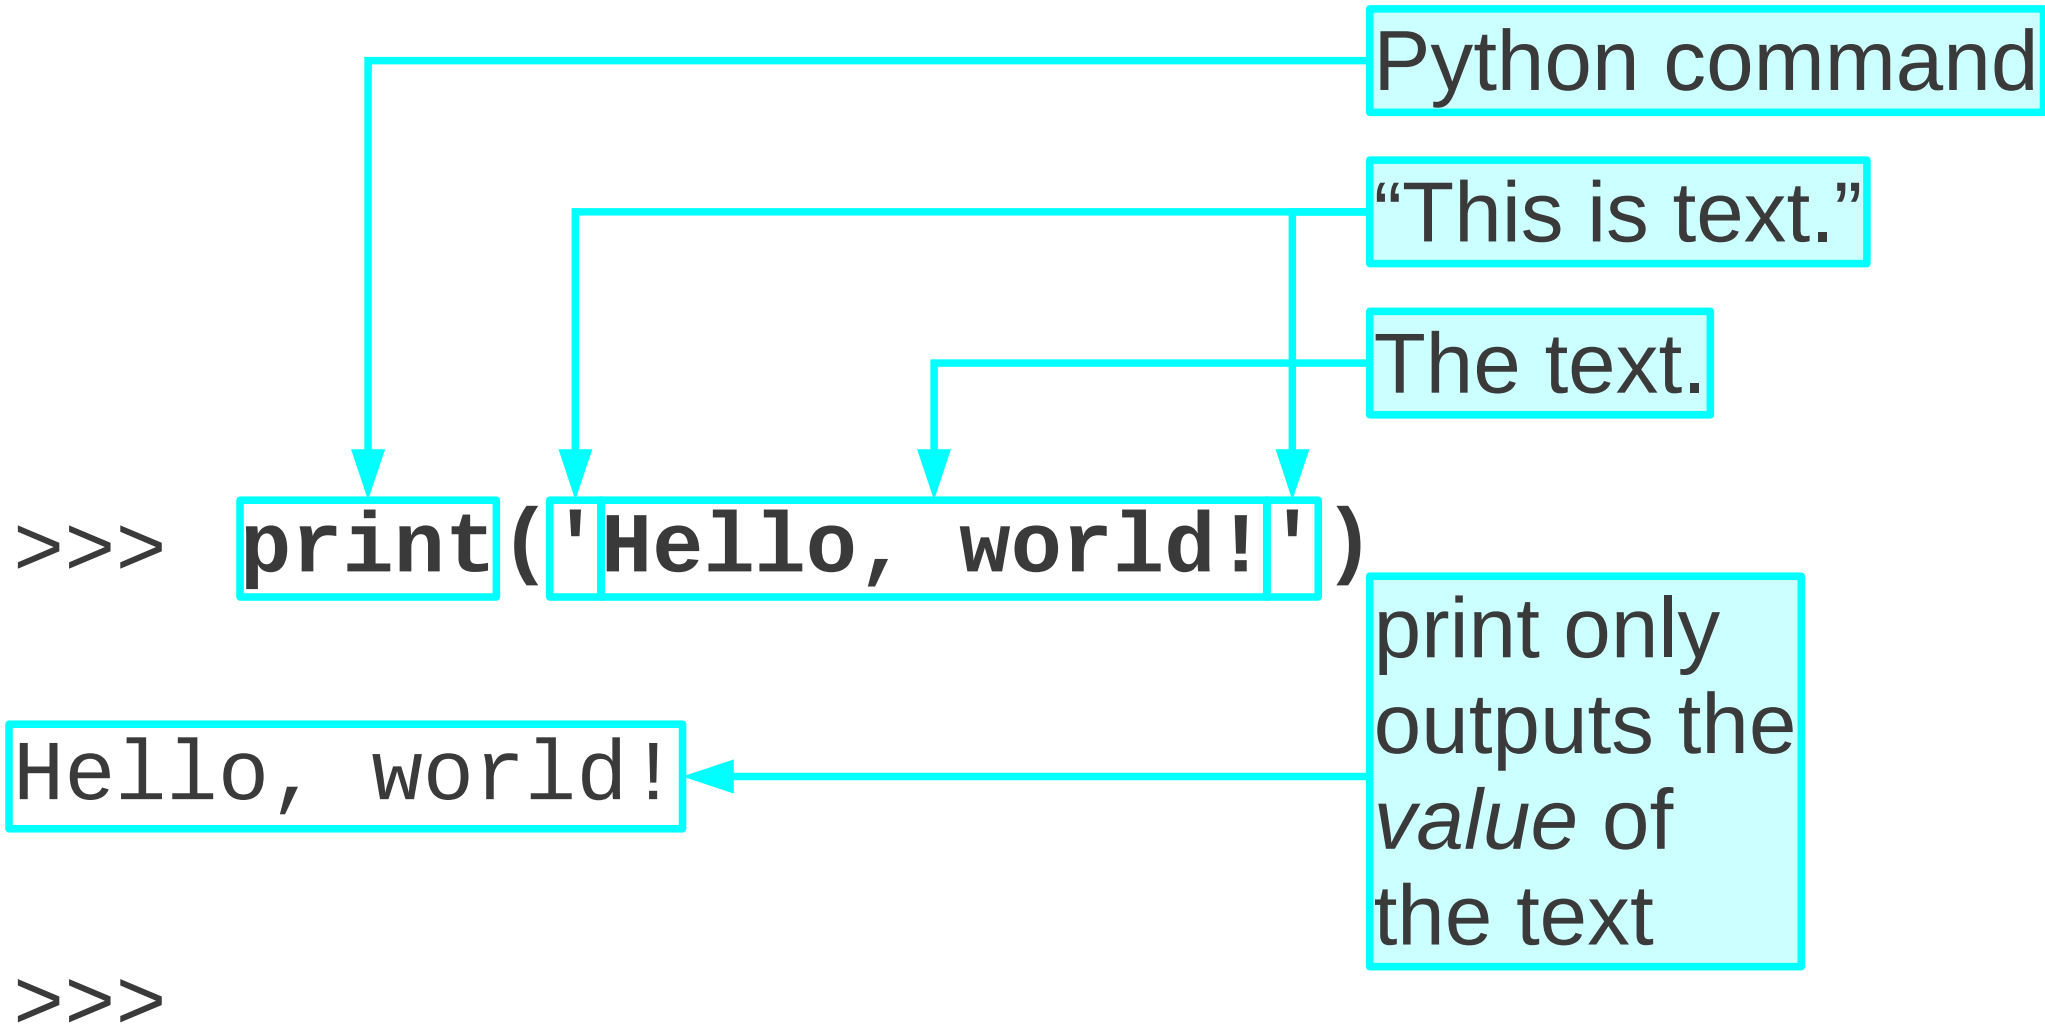 Python command
“This is text.”
The text.
>>> print('Hello, world!')
print only
outputs the
value of
the text
Hello, world!
>>>